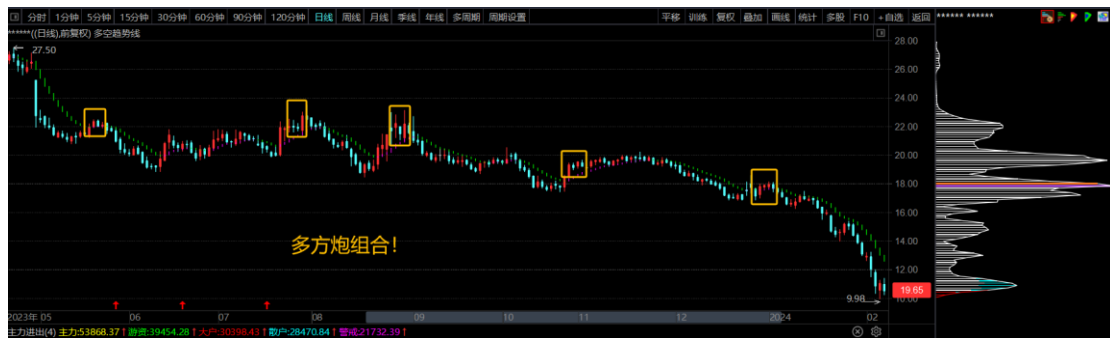 分时 1分钟 5分钟 15分钟 30分钟 60分钟 90分钟 120分钟 日线 周线 月线 季线 年线 多周期 周期设置 平移 训练 复权 叠加 画线 统计 多股 F10 +自选 返回 ****** ******
******(日线),前复权) 多空趋势线
28.00
27.50
26.00
24.00
22.00
20.00
18.00
16.00
多方炮组合！
14.00
12.00
19.65
9.98
10.00
2023年 05 06 07 08 09 10 11 12 2024 02
主力进出(4) 主力:53868.37↑ 游资:39454.28↑ 大户:30398.43↑ 散户:28470.84↑ 警戒:21732.39↑